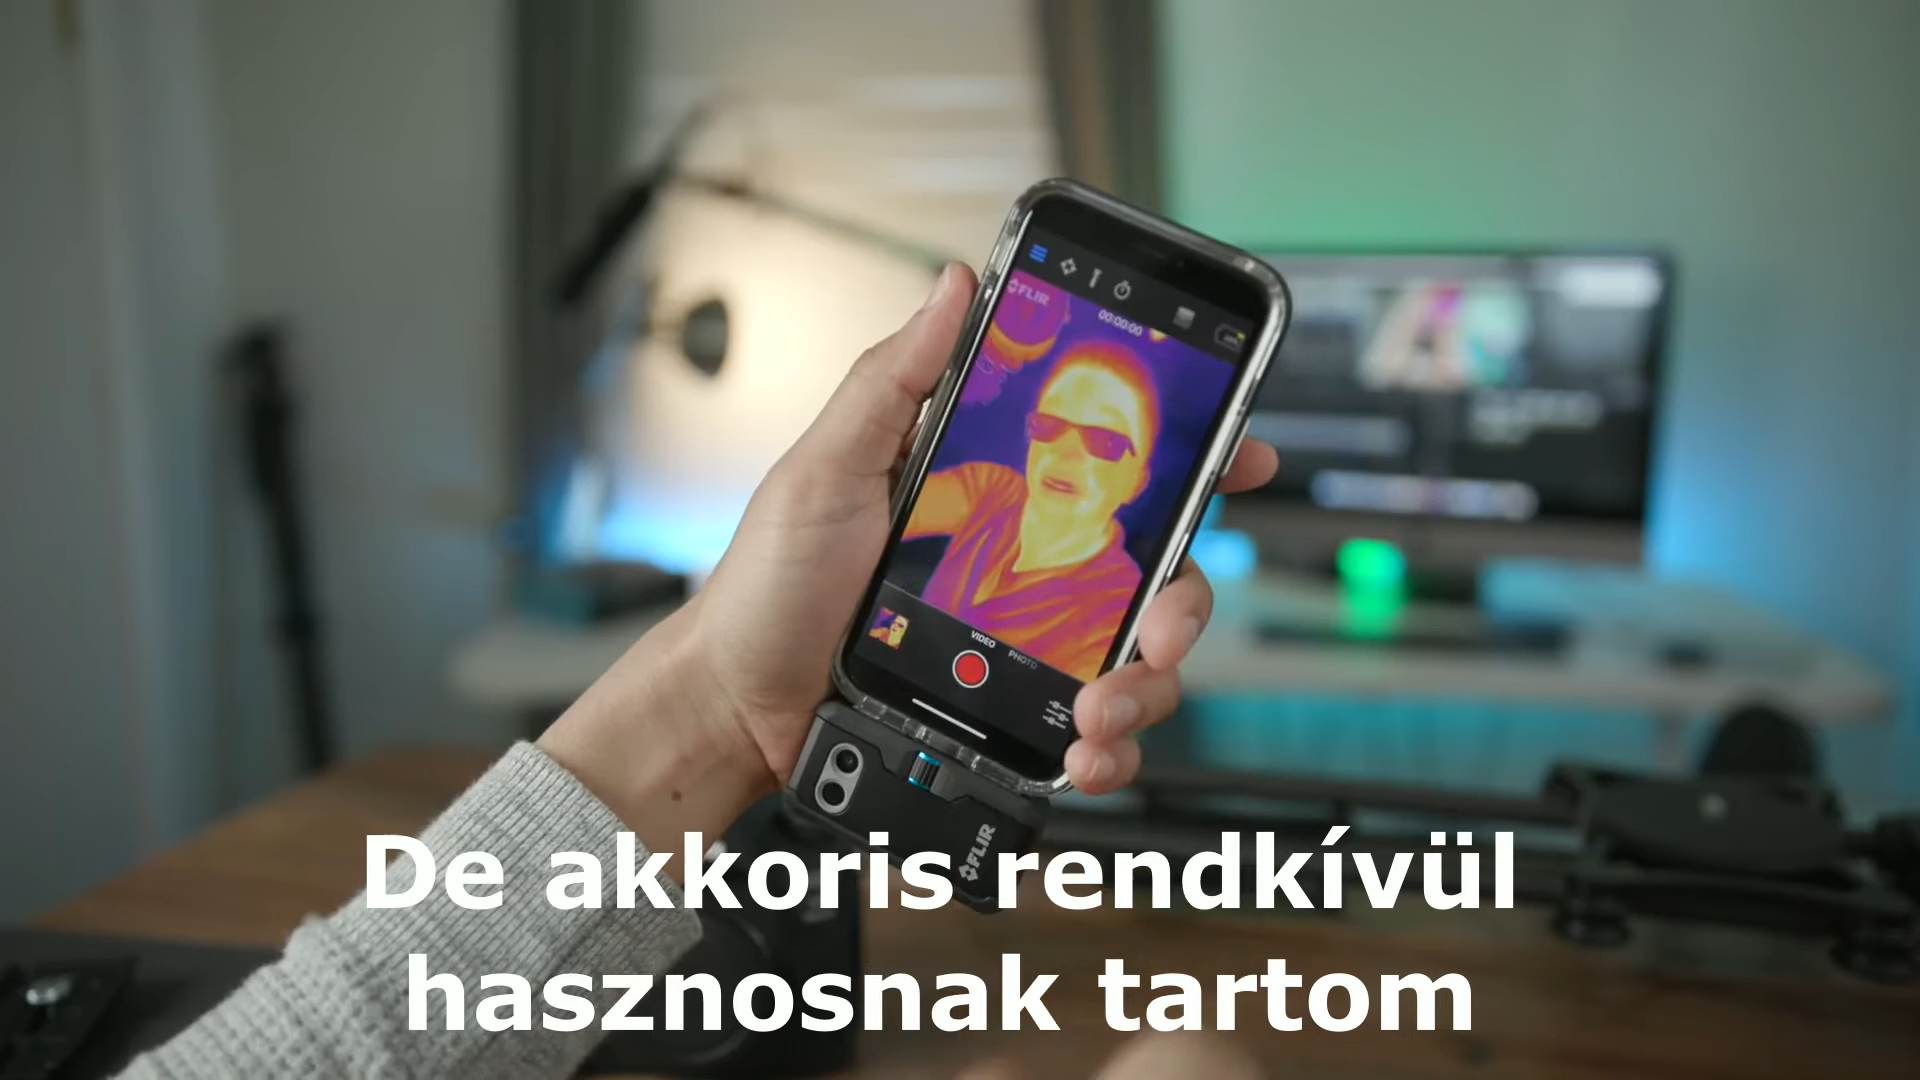 FLIR
00:00:00
VIDEO
PHOTO
FLIR
De akkoris rendkívül
hasznosnak tartom